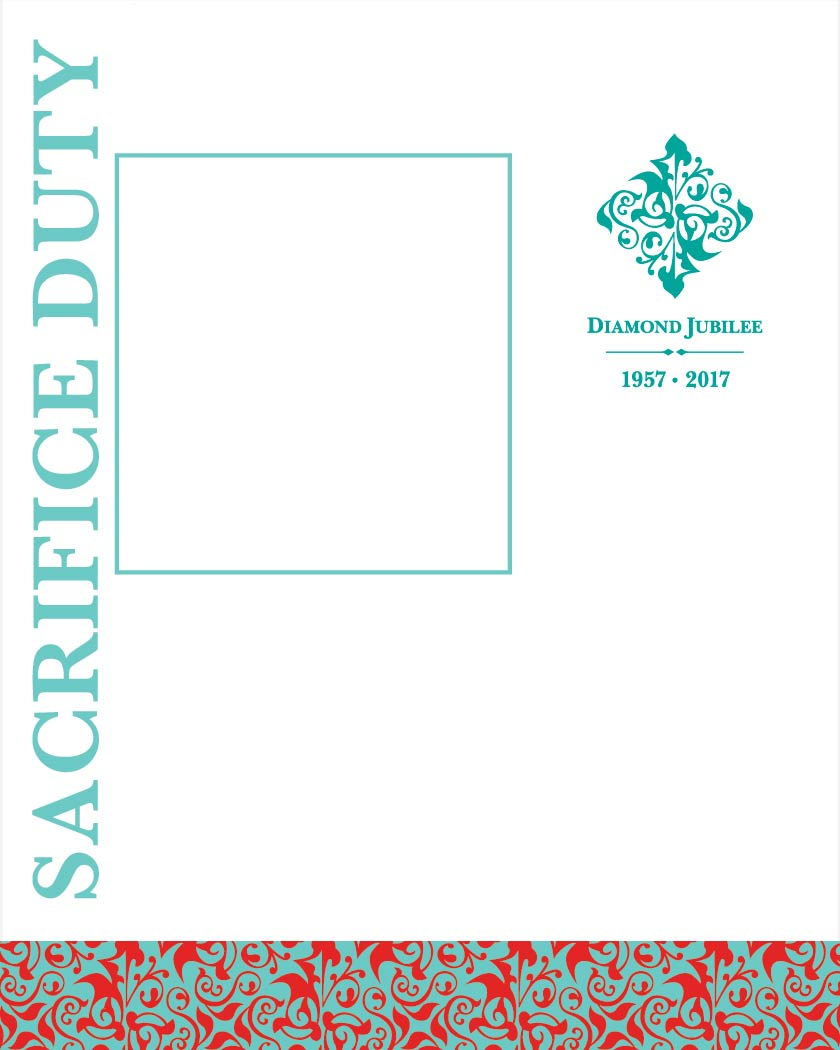 SACRIFICE DUTY
DIAMOND JUBILEE
1957 • 2017